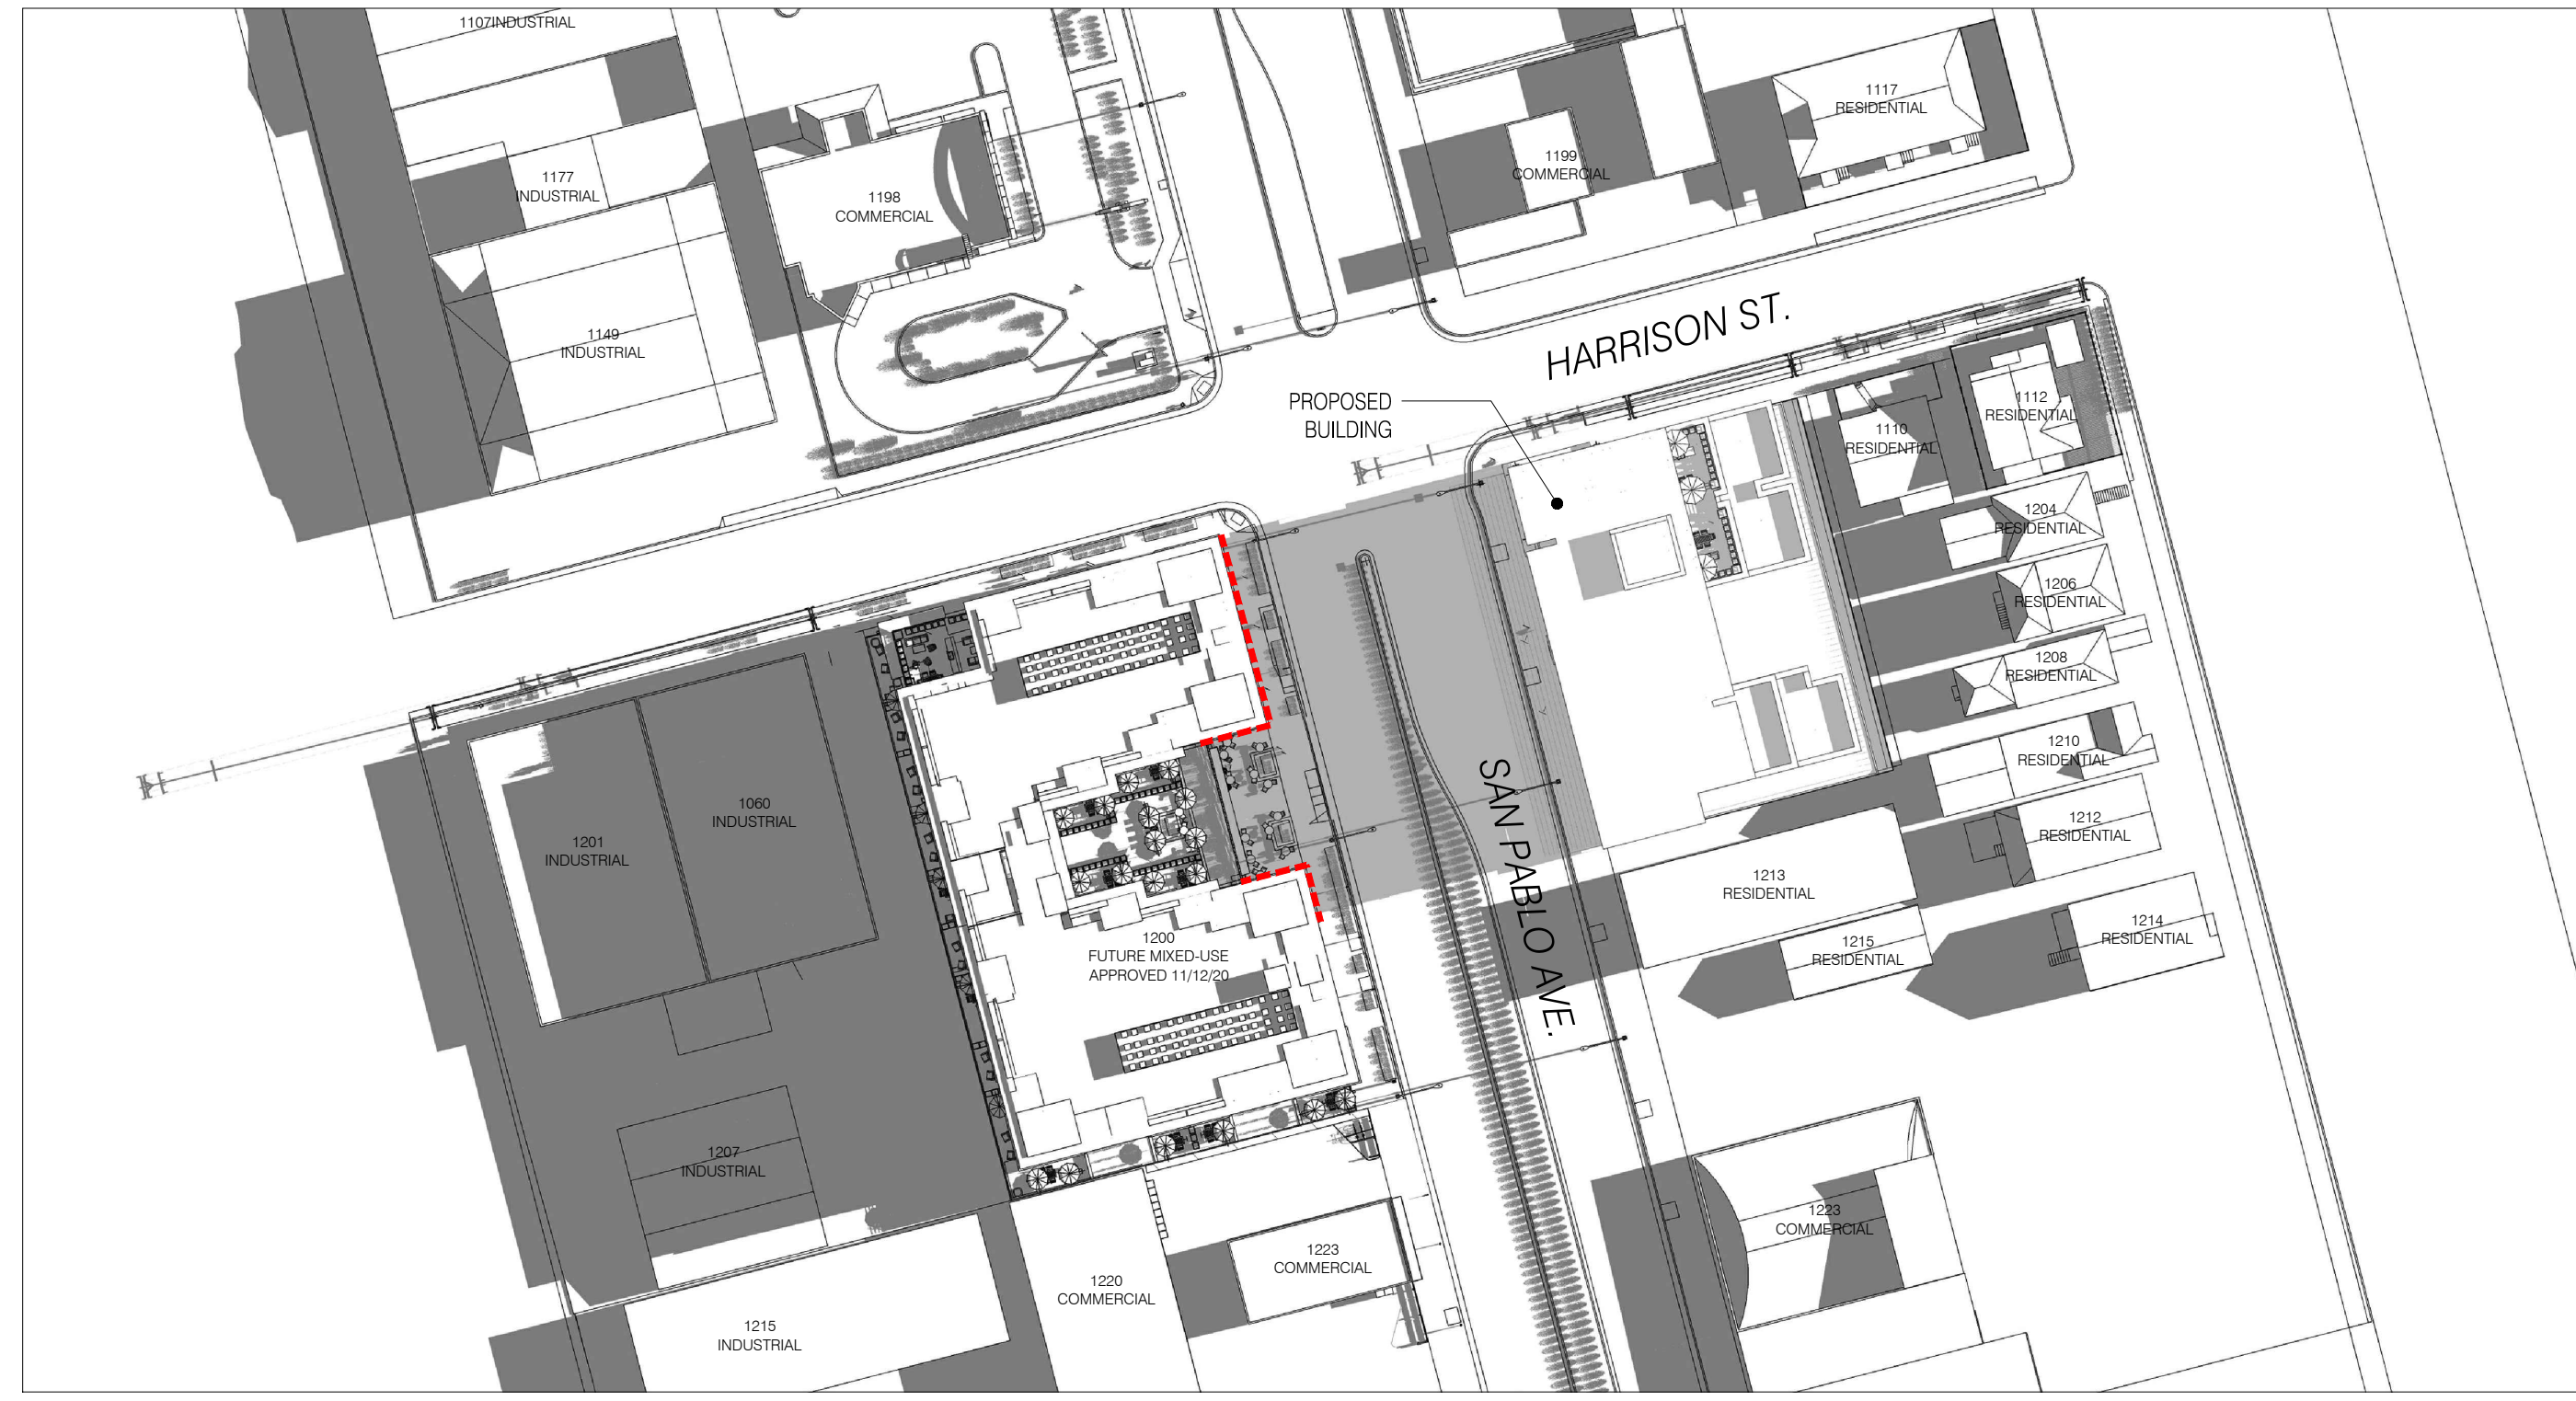 1107INDUSTRIAL
1117
RESIDENTIAL
1199
COMMERCIAL
1177
INDUSTRIAL
1198
COMMERCIAL
1149
INDUSTRIAL
HARRISON ST.
PROPOSED
BUILDING
1112
RESIDENTIAL
1110
RESIDENTIAL
1204
RESIDENTIAL
1206
RESIDENTIAL
1208
RESIDENTIAL
1210
RESIDENTIAL
1212
RESIDENTIAL
1060
INDUSTRIAL
1201
INDUSTRIAL
SAN PABLO AVE.
1213
RESIDENTIAL
1214
RESIDENTIAL
1215
RESIDENTIAL
1200
FUTURE MIXED-USE
APPROVED 11/12/20
1207
INDUSTRIAL
1223
COMMERCIAL
1223
COMMERCIAL
1220
COMMERCIAL
1215
INDUSTRIAL